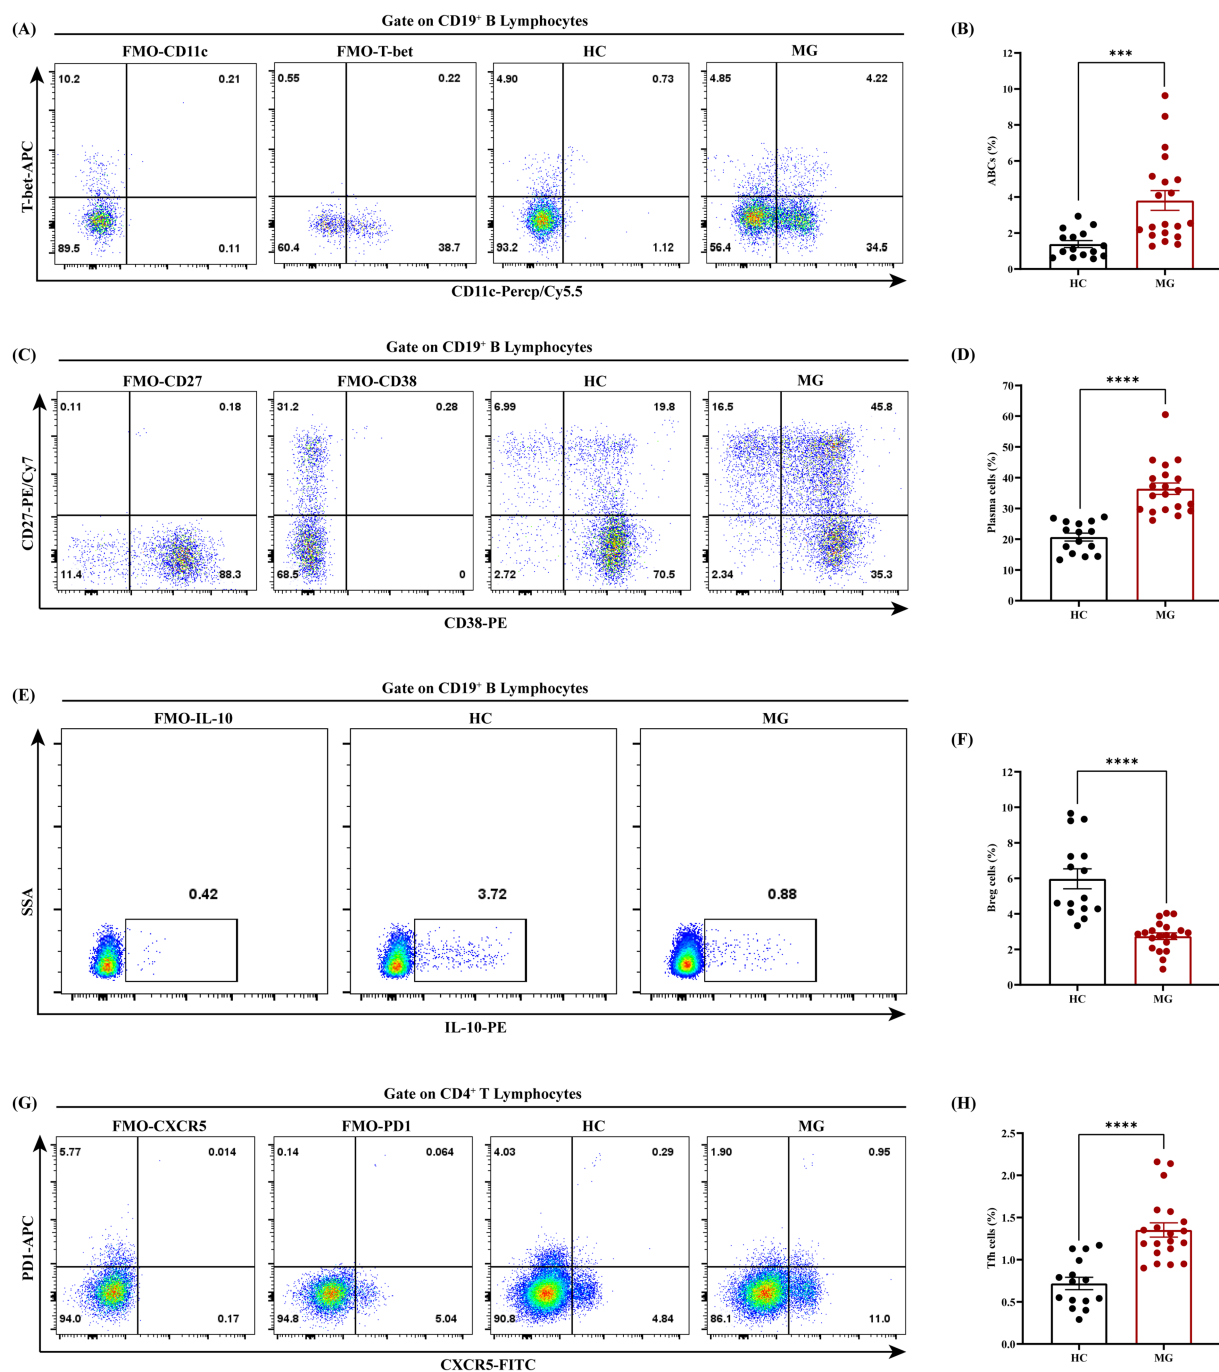 (A)
Gate on CD19⁺ B Lymphocytes
FMO-CD11c FMO-T-bet HC MG
10.2 0.21 0.55 0.22 4.90 0.73 4.85 4.22
89.5 0.11 60.4 38.7 93.2 1.12 56.4 34.5
T-bet-APC
CD11c-Percp/Cy5.5
(B)
***
12
10
8
6
4
2
0
ABCs (%)
HC MG
(C)
Gate on CD19⁺ B Lymphocytes
FMO-CD27 FMO-CD38 HC MG
0.11 0.18 31.2 0.28 6.99 19.8 16.5 45.8
11.4 88.3 68.5 0 2.72 70.5 2.34 35.3
CD27-PE/Cy7
CD38-PE
(D)
****
70
60
50
40
30
20
10
0
Plasma cells (%)
HC MG
(E)
Gate on CD19⁺ B Lymphocytes
FMO-IL-10 HC MG
0.42 3.72 0.88
SSA
IL-10-PE
(F)
****
12
10
8
6
4
2
0
Breg cells (%)
HC MG
(G)
Gate on CD4⁺ T Lymphocytes
FMO-CXCR5 FMO-PD1 HC MG
5.77 0.014 0.14 0.064 4.03 0.29 1.90 0.95
94.0 0.17 94.8 5.04 90.8 4.84 86.1 11.0
PD1-APC
CXCR5-FITC
(H)
****
2.5
2.0
1.5
1.0
0.5
0.0
Tfh cells (%)
HC MG